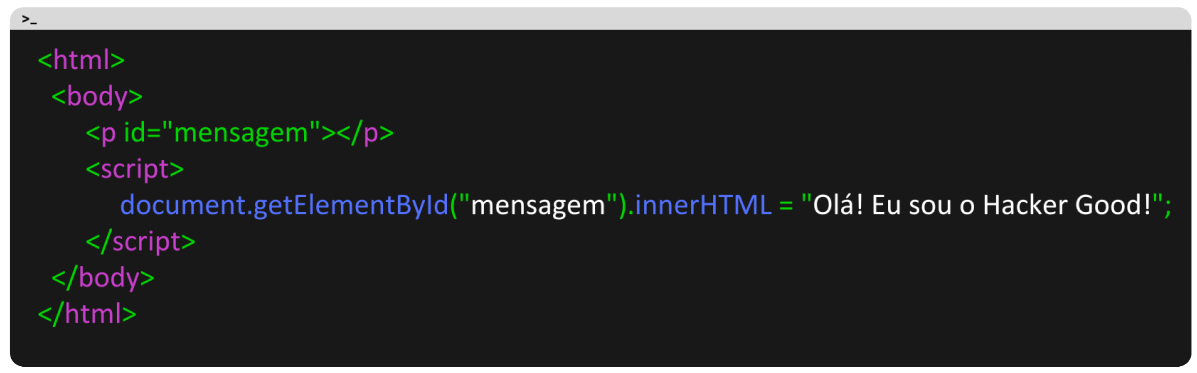 >_
<html>
<body>
<p id="mensagem"></p>
<script>
document.getElementById("mensagem").innerHTML = "Olá! Eu sou o Hacker Good!";
</script>
</body>
</html>